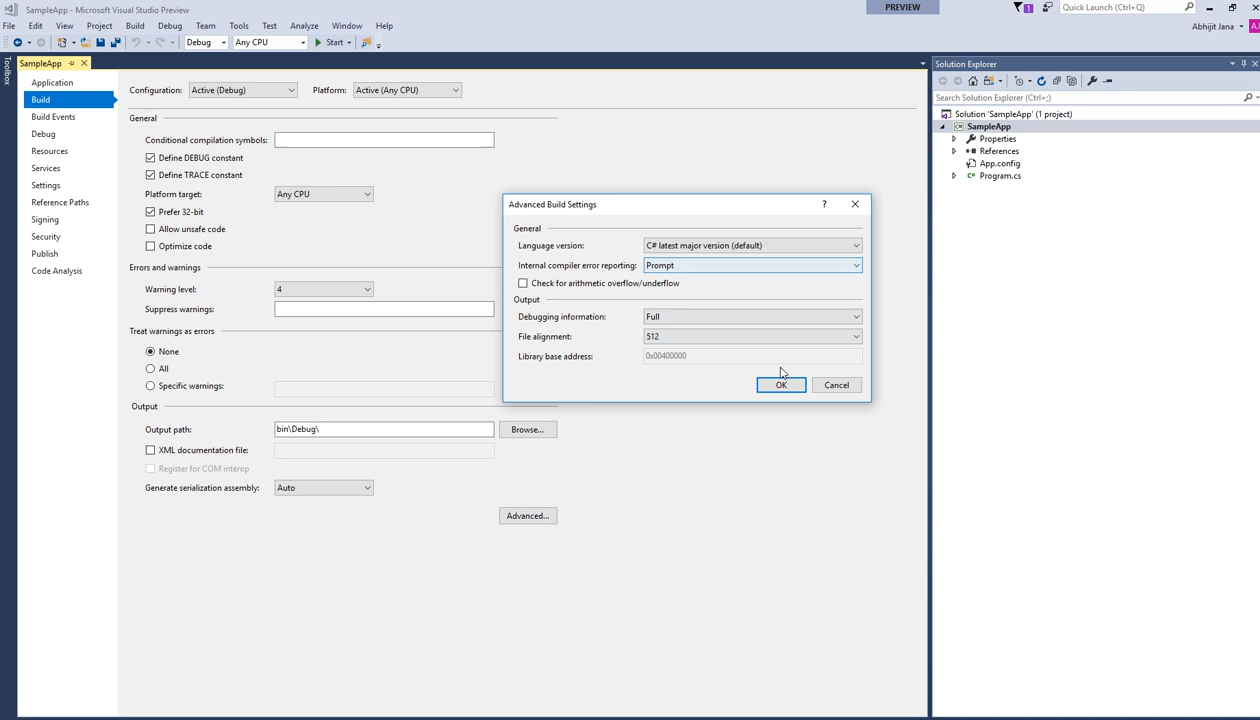 SampleApp - Microsoft Visual Studio Preview
PREVIEW
1
Quick Launch (Ctrl+Q)
File Edit View Project Build Debug Team Tools Test Analyze Window Help
Abhijit Jana
AJ
Debug Any CPU Start
Toolbox
SampleApp
Application
Build
Build Events
Debug
Resources
Services
Settings
Reference Paths
Signing
Security
Publish
Code Analysis
Configuration: Active (Debug) Platform: Active (Any CPU)
General
Conditional compilation symbols:
Define DEBUG constant
Define TRACE constant
Platform target: Any CPU
Prefer 32-bit
Allow unsafe code
Optimize code
Errors and warnings
Warning level: 4
Suppress warnings:
Treat warnings as errors
None
All
Specific warnings:
Output
Output path: bin\Debug\ Browse...
XML documentation file:
Register for COM interop
Generate serialization assembly: Auto
Advanced...
Advanced Build Settings ?
General
Language version: C# latest major version (default)
Internal compiler error reporting: Prompt
Check for arithmetic overflow/underflow
Output
Debugging information: Full
File alignment: 512
Library base address: 0x00400000
OK Cancel
Solution Explorer
Search Solution Explorer (Ctrl+;)
Solution 'SampleApp' (1 project)
C# SampleApp
Properties
References
App.config
C# Program.cs